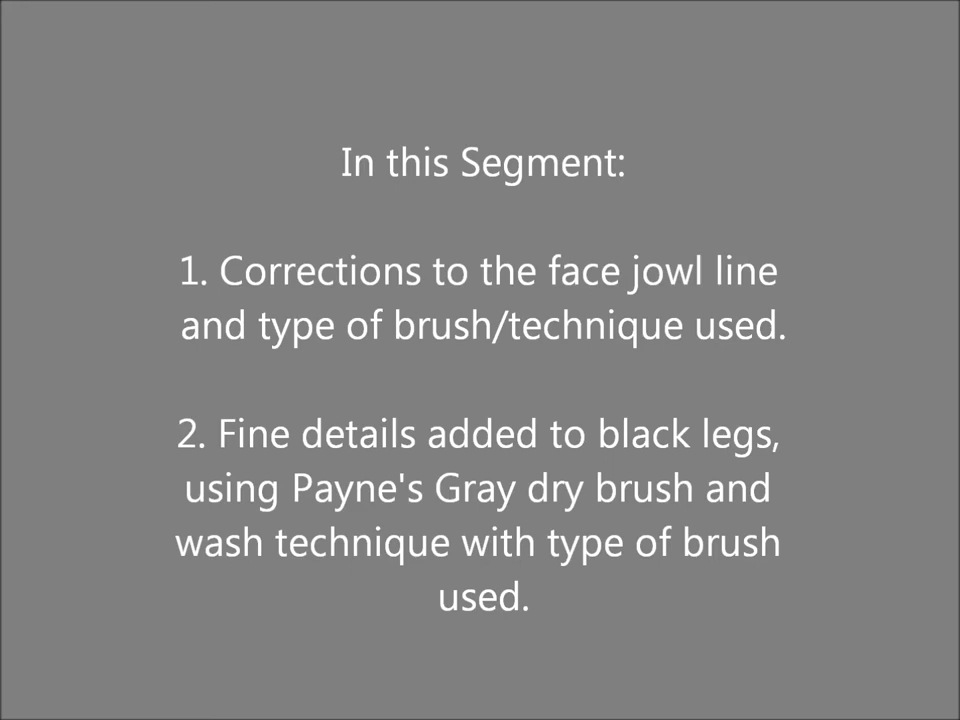 In this Segment:
1. Corrections to the face jowl line
and type of brush/technique used.
2. Fine details added to black legs,
using Payne's Gray dry brush and
wash technique with type of brush
used.